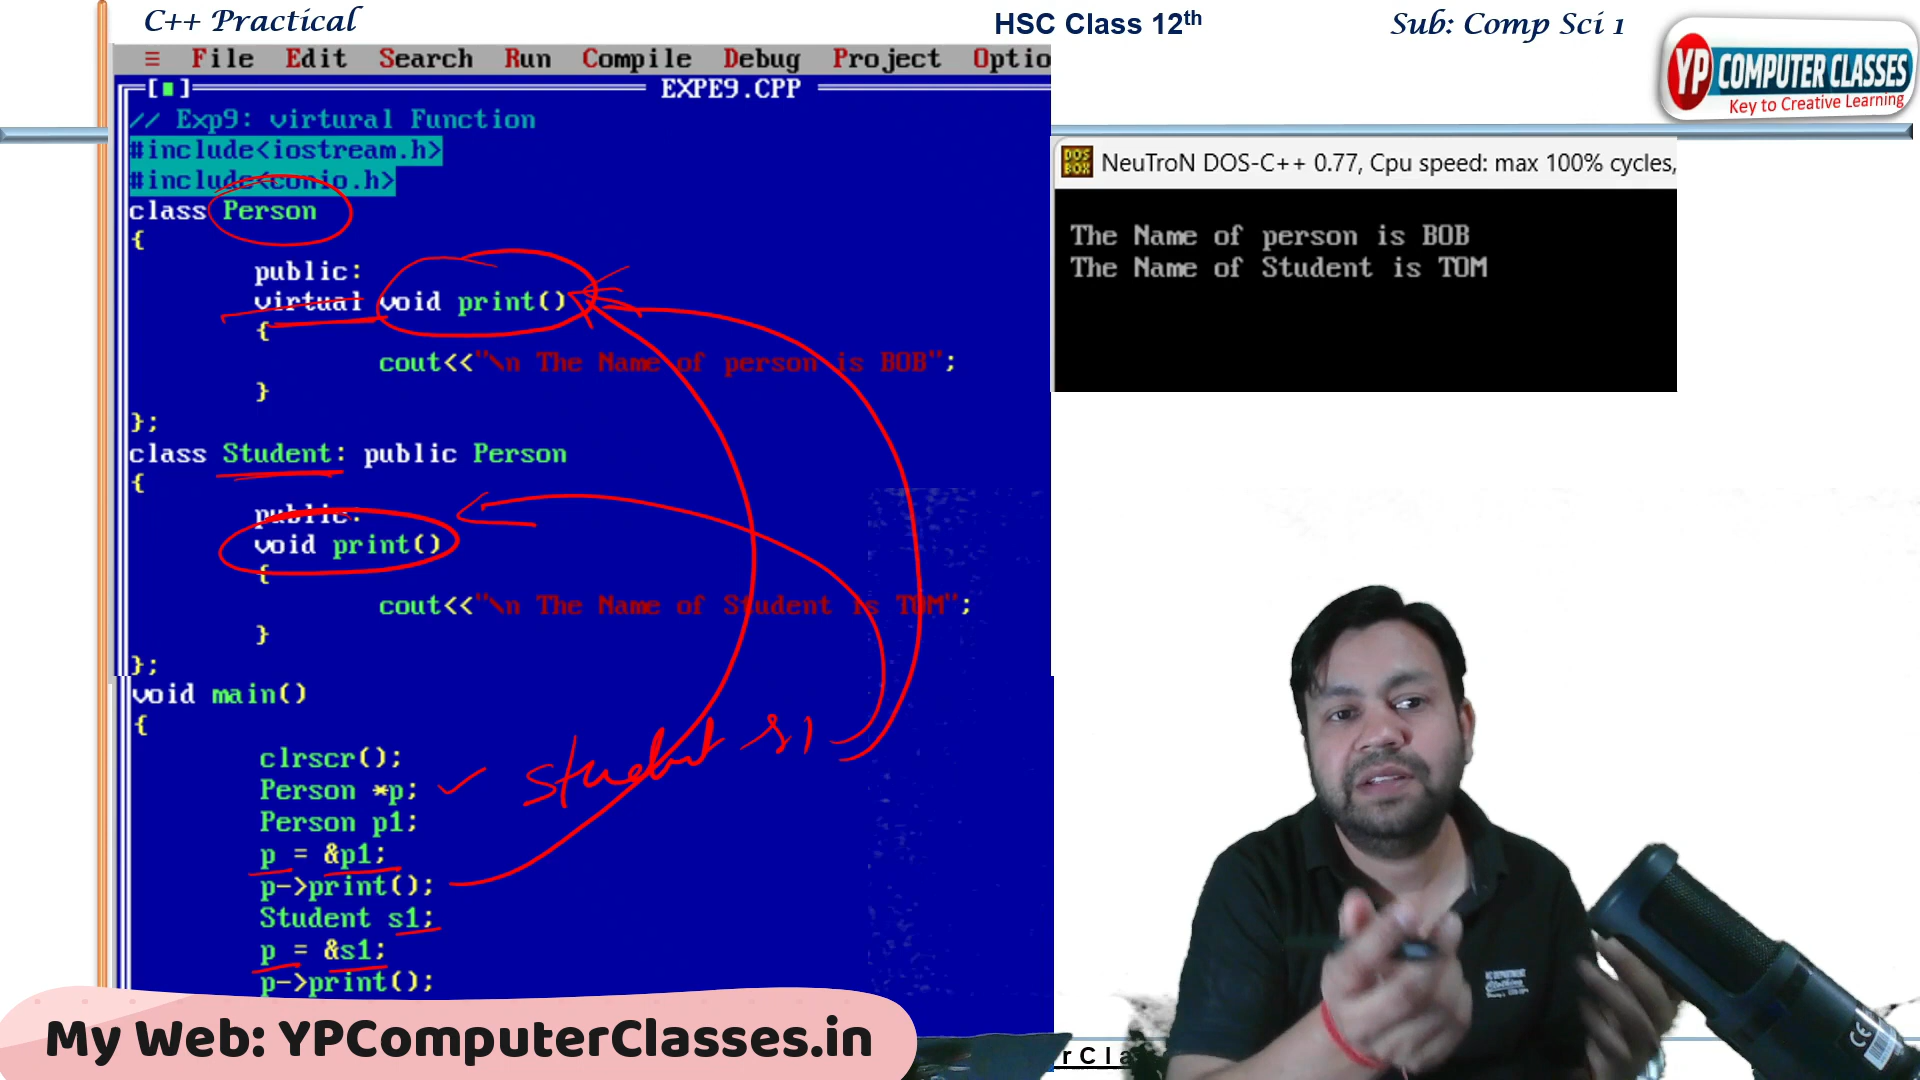 C++ Practical
HSC Class 12th
Sub: Comp Sci 1
YP COMPUTER CLASSES
Key to Creative Learning
≡ File Edit Search Run Compile Debug Project Optio
[■] EXPE9.CPP
// Exp9: virtural Function
#include<iostream.h>
#include<conio.h>
class Person
{
public:
virtual void print()
{
cout<<"\n The Name of person is BOB";
}
};
class Student: public Person
{
public:
void print()
{
cout<<"\n The Name of Student is TOM";
}
};
void main()
{
clrscr();
Person *p;
Person p1;
p = &p1;
p->print();
Student s1;
p = &s1;
p->print();
student s1
DOS BOX
NeuTroN DOS-C++ 0.77, Cpu speed: max 100% cycles,
The Name of person is BOB
The Name of Student is TOM
My Web: YPComputerClasses.in
r C l a
CE